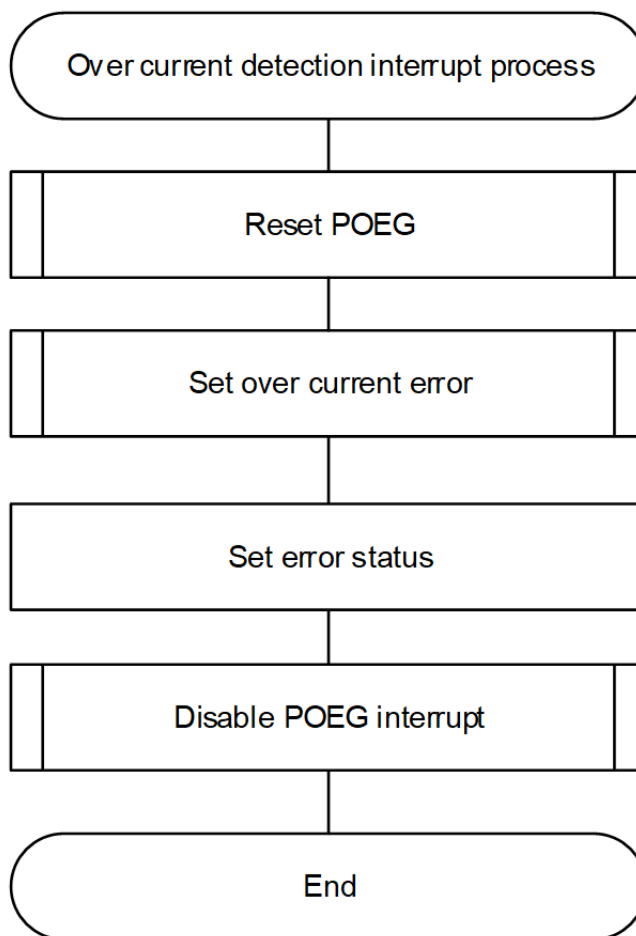 Over current detection interrupt process
Reset POEG
Set over current error
Set error status
Disable POEG interrupt
End